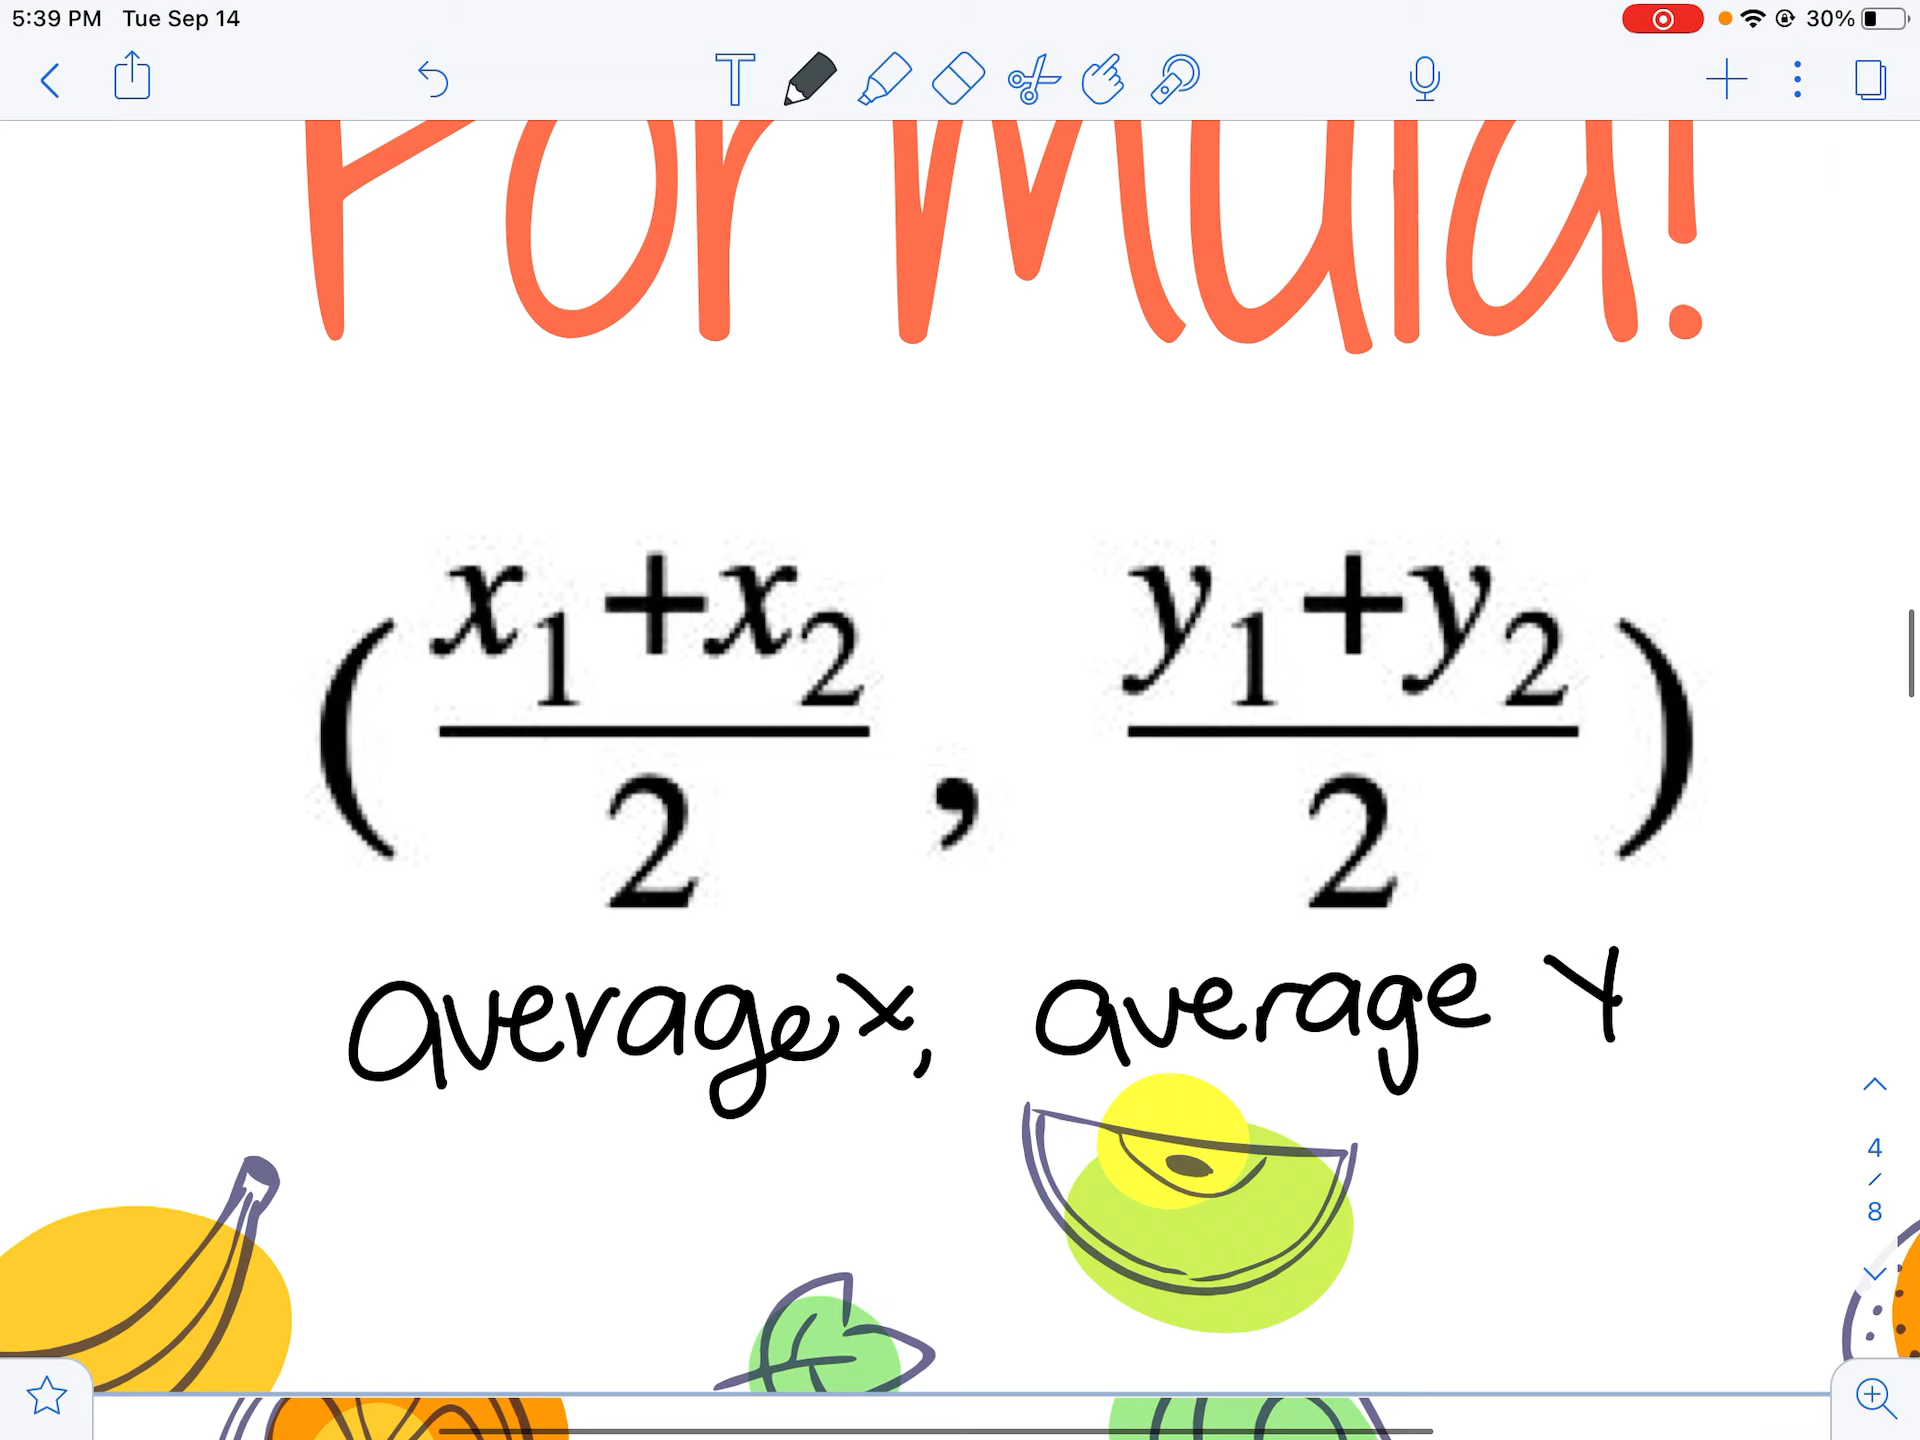 5:39 PM Tue Sep 14
30%
Formula!
(x₁+x₂/2, y₁+y₂/2)
average x, average Y
4
/
8